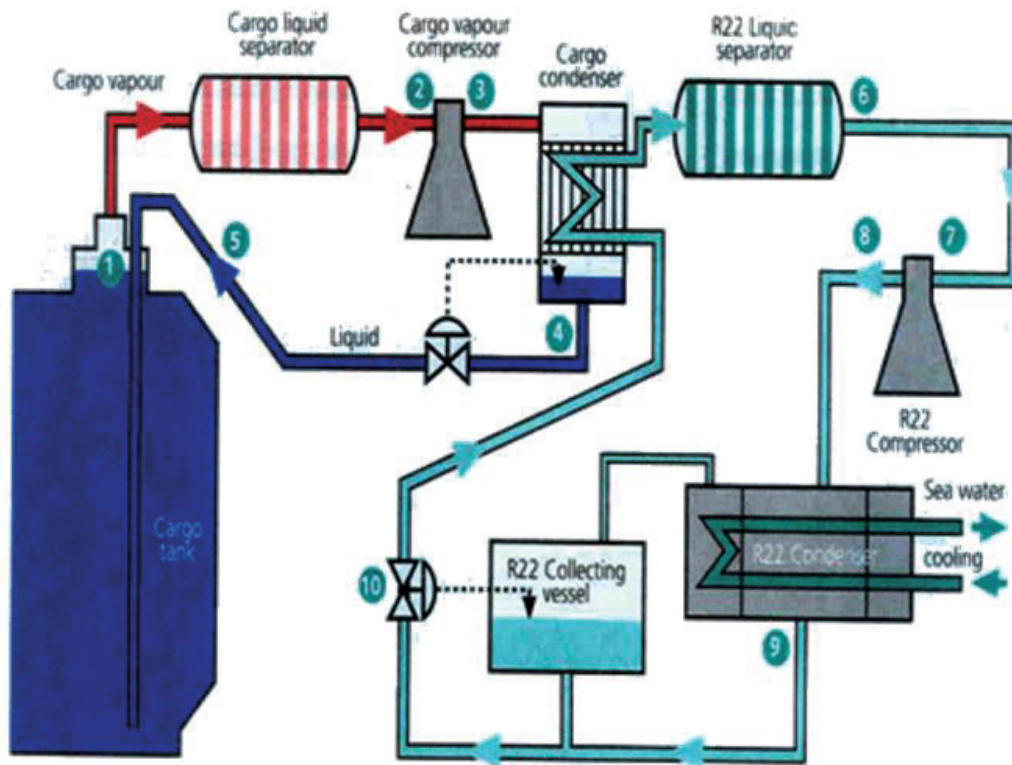 Cargo vapour
Cargo liquid
separator
Cargo vapour
compressor
Cargo
condenser
R22 Liquic
separator
2
3
6
1
5
8
7
4
Liquid
R22
Compressor
Cargo
tank
10
R22 Collecting
vessel
R22 Condenser
Sea water
cooling
9